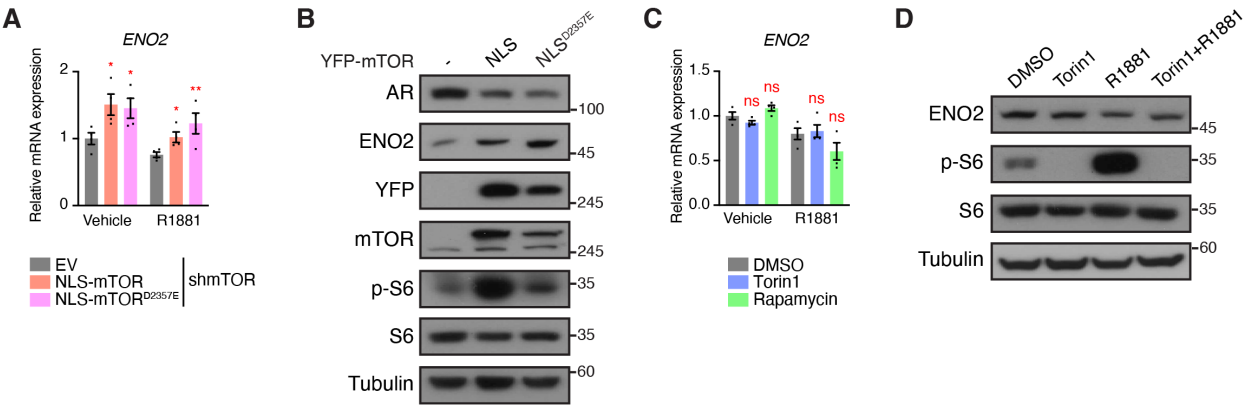 A
ENO2
Relative mRNA expression
2
1
0
* * * **
Vehicle R1881
EV
NLS-mTOR
NLS-mTORD2357E
shmTOR
B
YFP-mTOR - NLS NLSD2357E
AR
100
ENO2
45
YFP
245
mTOR
245
p-S6
35
S6
35
Tubulin
60
C
ENO2
Relative mRNA expression
1.5
1.0
0.5
0.0
ns ns ns ns
Vehicle R1881
DMSO
Torin1
Rapamycin
D
DMSO Torin1 R1881 Torin1+R1881
ENO2
45
p-S6
35
S6
35
Tubulin
60